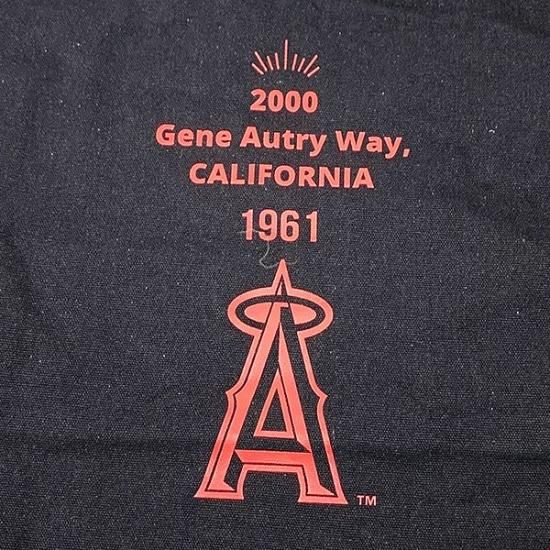 2000
Gene Autry Way,
CALIFORNIA
1961
A
TM